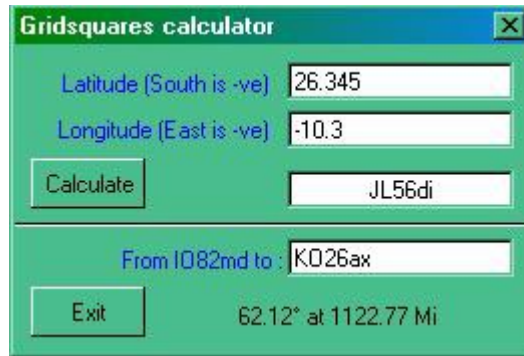 Gridsquares calculator
Latitude (South is -ve) 26.345
Longitude (East is -ve) -10.3
Calculate JL56di
From IO82md to : KO26ax
Exit 62.12° at 1122.77 Mi